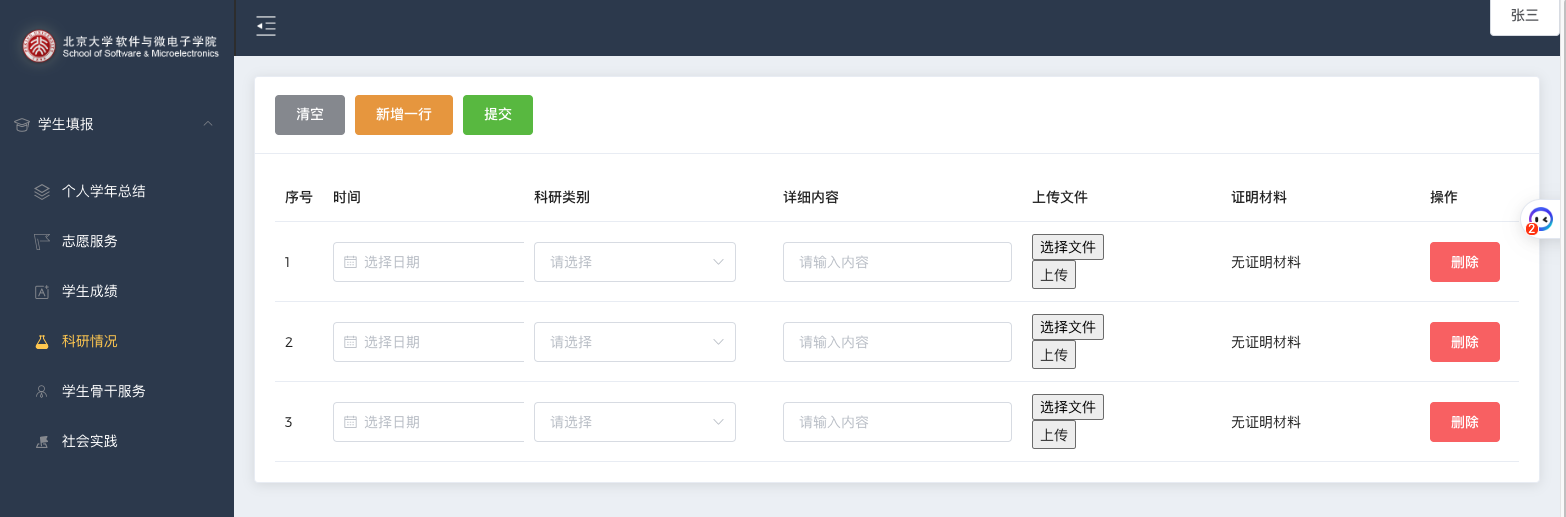 北京大学软件与微电子学院
School of Software & Microelectronics
张三
学生填报
个人学年总结
志愿服务
学生成绩
科研情况
学生骨干服务
社会实践
清空 新增一行 提交
序号 时间 科研类别 详细内容 上传文件 证明材料 操作
1 选择日期 请选择 请输入内容 选择文件 上传 无证明材料 删除
2 选择日期 请选择 请输入内容 选择文件 上传 无证明材料 删除
3 选择日期 请选择 请输入内容 选择文件 上传 无证明材料 删除
2